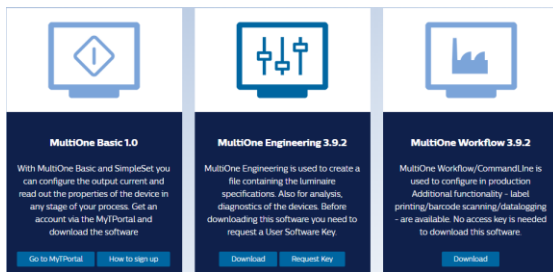 MultiOne Basic 1.0
With MultiOne Basic and SimpleSet you
can configure the output current and
read out the properties of the device in
any stage of your process. Get an
account via the MyTPortal and
download the software
Go to MyTPortal
How to sign up
MultiOne Engineering 3.9.2
MultiOne Engineering is used to create a
file containing the luminaire
specifications. Also for analysis,
diagnostics of the devices. Before
downloading this software you need to
request a User Software Key.
Download
Request Key
MultiOne Workflow 3.9.2
MultiOne Workflow/CommandLine is
used to configure in production
Additional functionality - label
printing/barcode scanning/datalogging
- are available. No access key is needed
to download this software.
Download